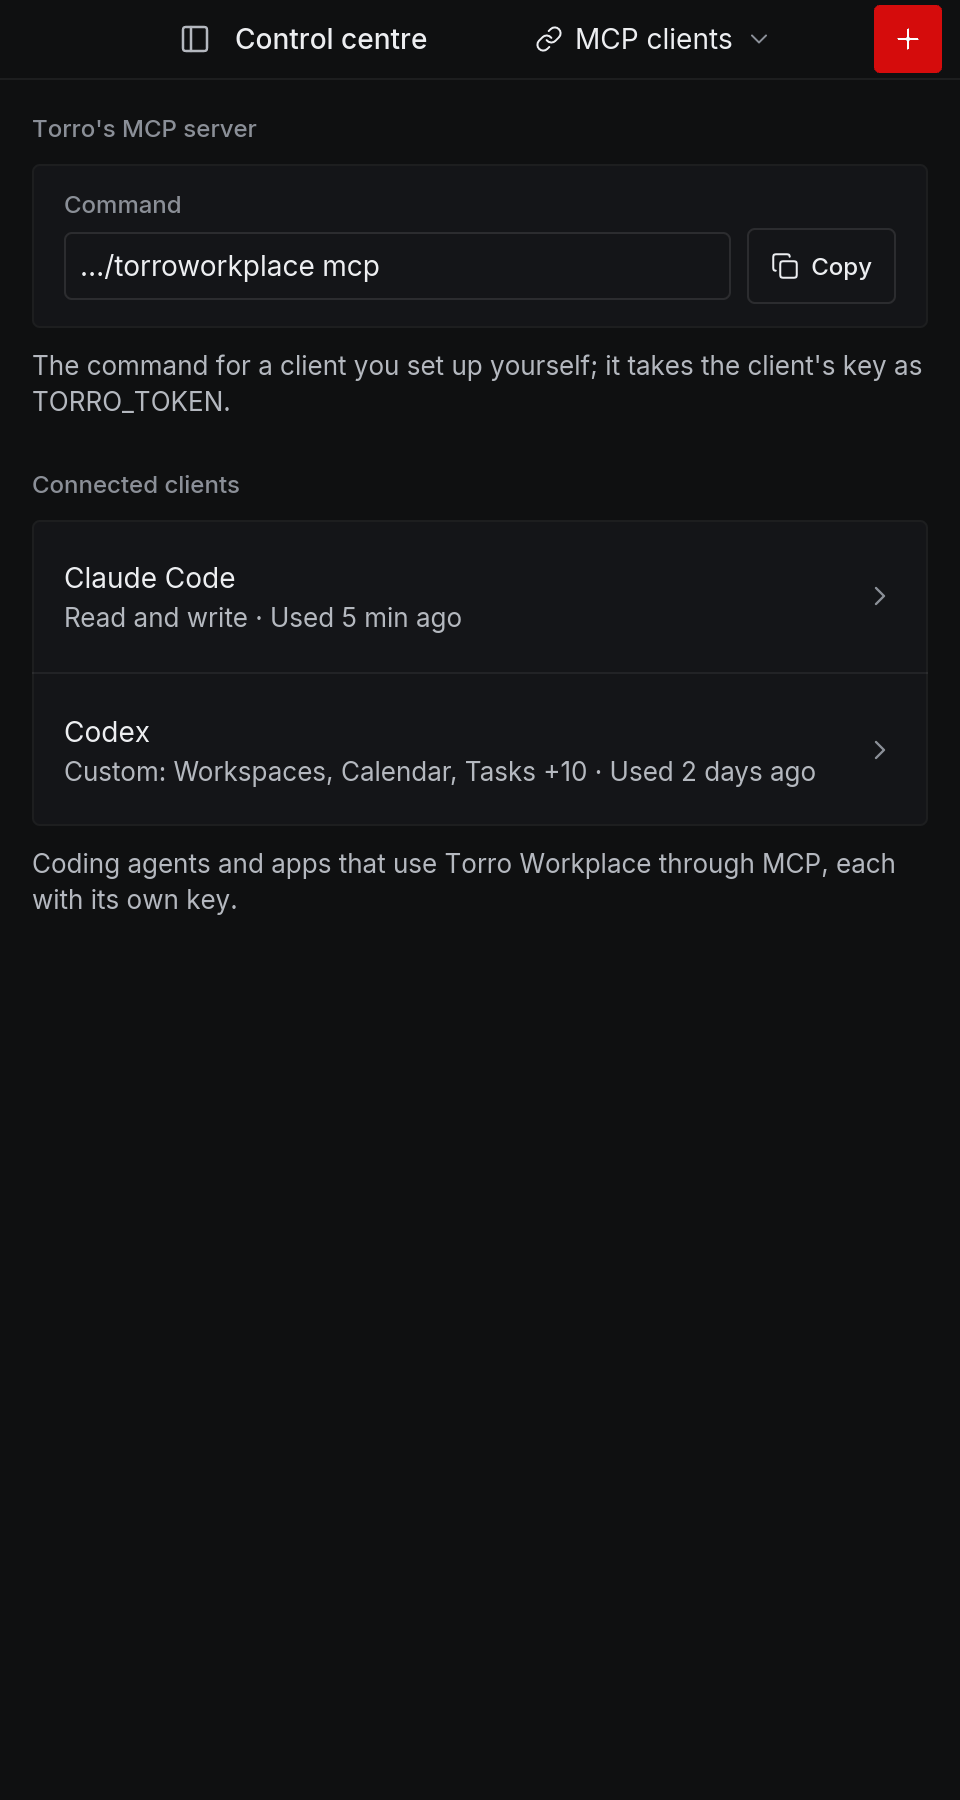 Control centre
MCP clients
Torro's MCP server
Command
.../torroworkplace mcp
Copy
The command for a client you set up yourself; it takes the client's key as
TORRO_TOKEN.
Connected clients
Claude Code
Read and write · Used 5 min ago
Codex
Custom: Workspaces, Calendar, Tasks +10 · Used 2 days ago
Coding agents and apps that use Torro Workplace through MCP, each
with its own key.